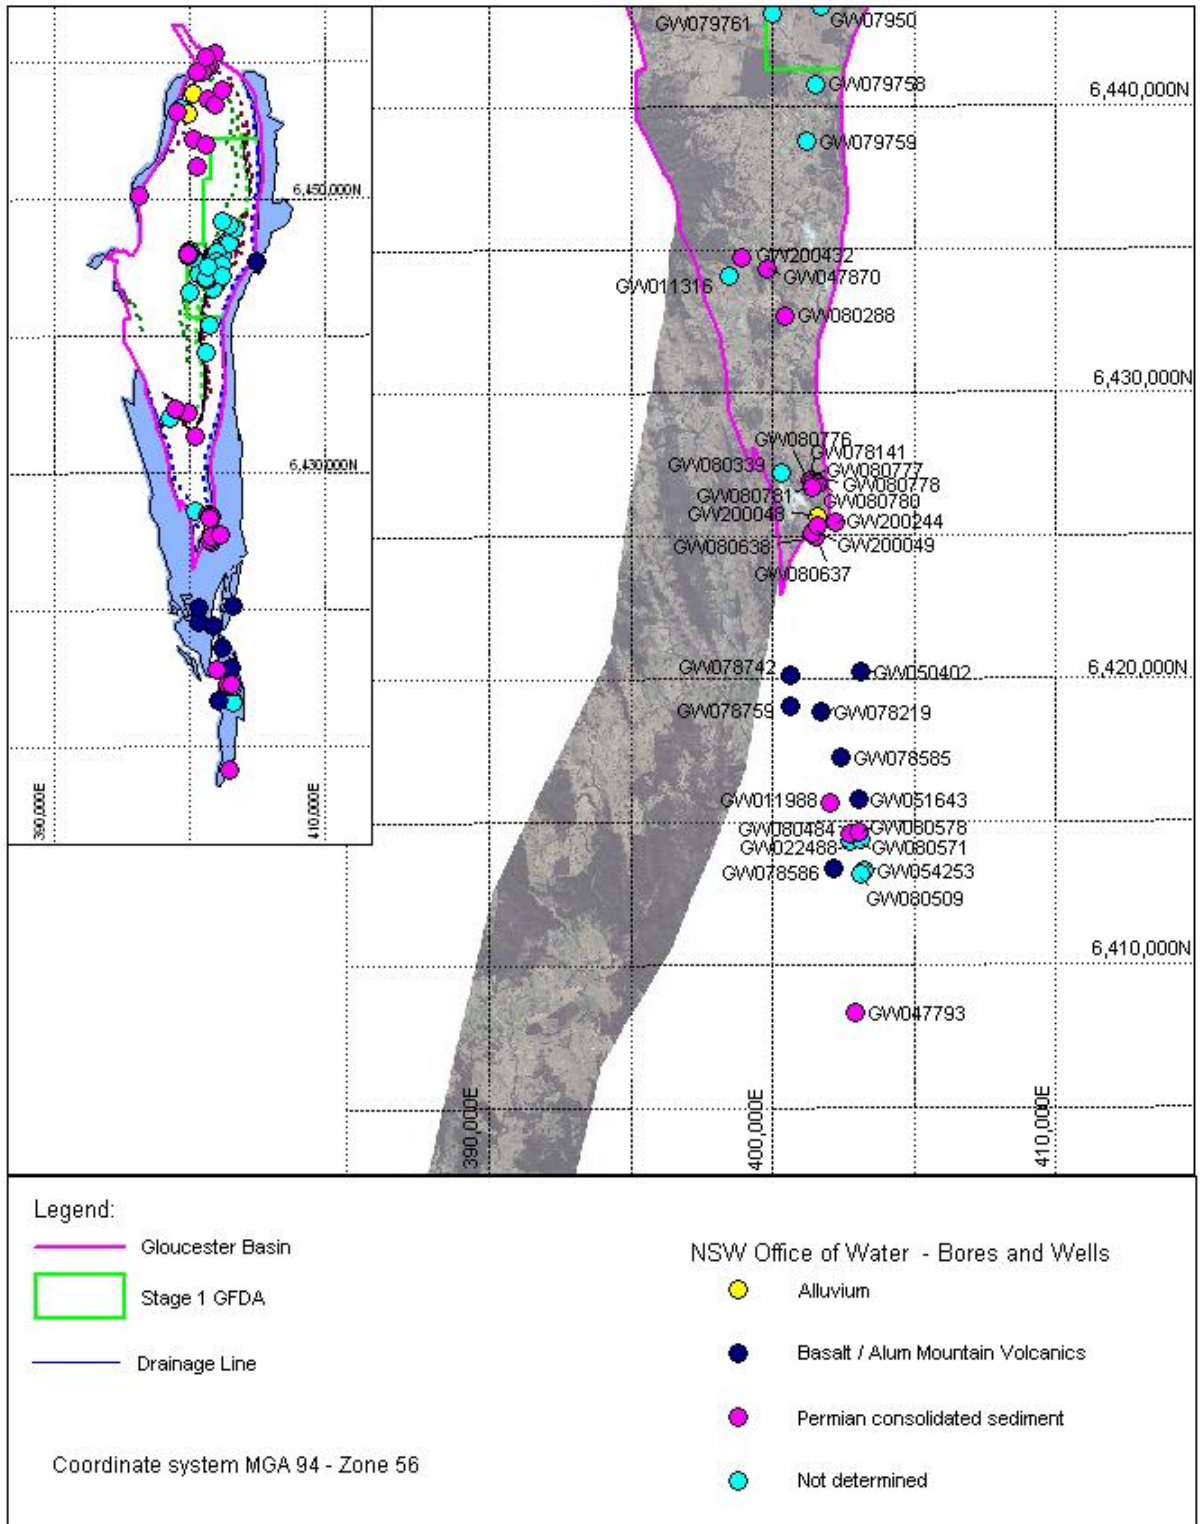 GW079761
GW07950
GW079758
6,440,000N
GW079759
6,450,000N
GW200432
GW047870
GW011316
GW080288
6,430,000N
GW080776
GW078141
GW080339
GW080777
GW080778
GW080781
GW080780
6,430,000N
GW200048
GW200244
GW080638
GW200049
GW080637
GW078742
GW050402
6,420,000N
GW078759
GW078219
GW078585
GW011988
GW051643
GW080484
GW080578
GW022488
GW080571
GW078586
GW054253
GW080509
390,000E
410,000E
6,410,000N
GW047793
390,000E
400,000E
410,000E
Legend:
Gloucester Basin
Stage 1 GFDA
Drainage Line
Coordinate system MGA 94 - Zone 56
NSW Office of Water - Bores and Wells
Alluvium
Basalt / Alum Mountain Volcanics
Permian consolidated sediment
Not determined